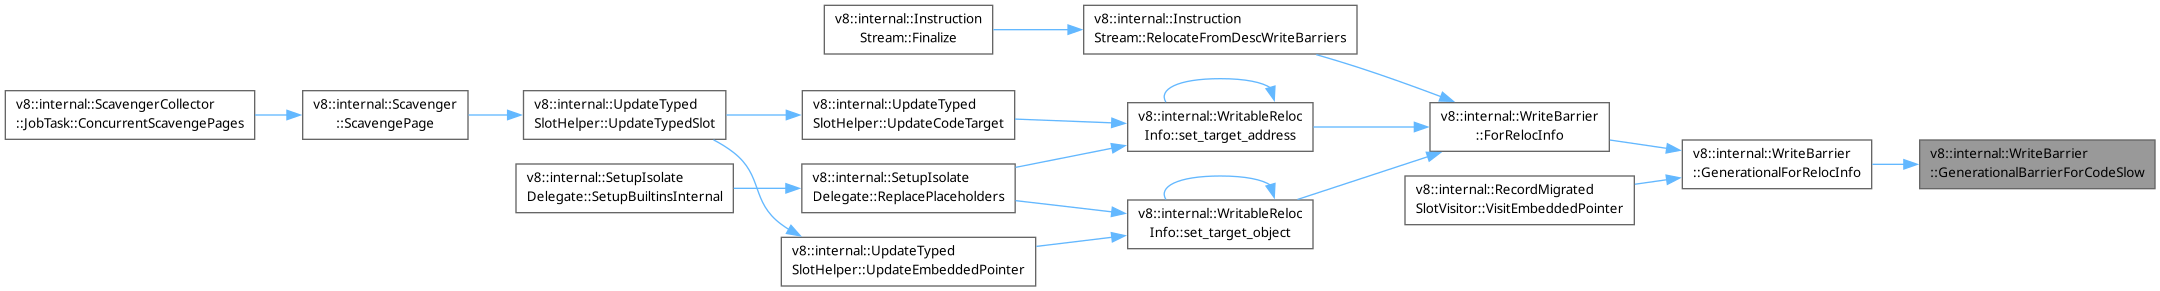 v8::internal::Instruction
Stream::Finalize
v8::internal::Instruction
Stream::RelocateFromDescWriteBarriers
v8::internal::ScavengerCollector
::JobTask::ConcurrentScavengePages
v8::internal::Scavenger
::ScavengePage
v8::internal::UpdateTyped
SlotHelper::UpdateTypedSlot
v8::internal::UpdateTyped
SlotHelper::UpdateCodeTarget
v8::internal::WritableReloc
Info::set_target_address
v8::internal::WriteBarrier
::ForRelocInfo
v8::internal::SetupIsolate
Delegate::SetupBuiltinsInternal
v8::internal::SetupIsolate
Delegate::ReplacePlaceholders
v8::internal::WriteBarrier
::GenerationalForRelocInfo
v8::internal::WriteBarrier
::GenerationalBarrierForCodeSlow
v8::internal::RecordMigrated
SlotVisitor::VisitEmbeddedPointer
v8::internal::WritableReloc
Info::set_target_object
v8::internal::UpdateTyped
SlotHelper::UpdateEmbeddedPointer